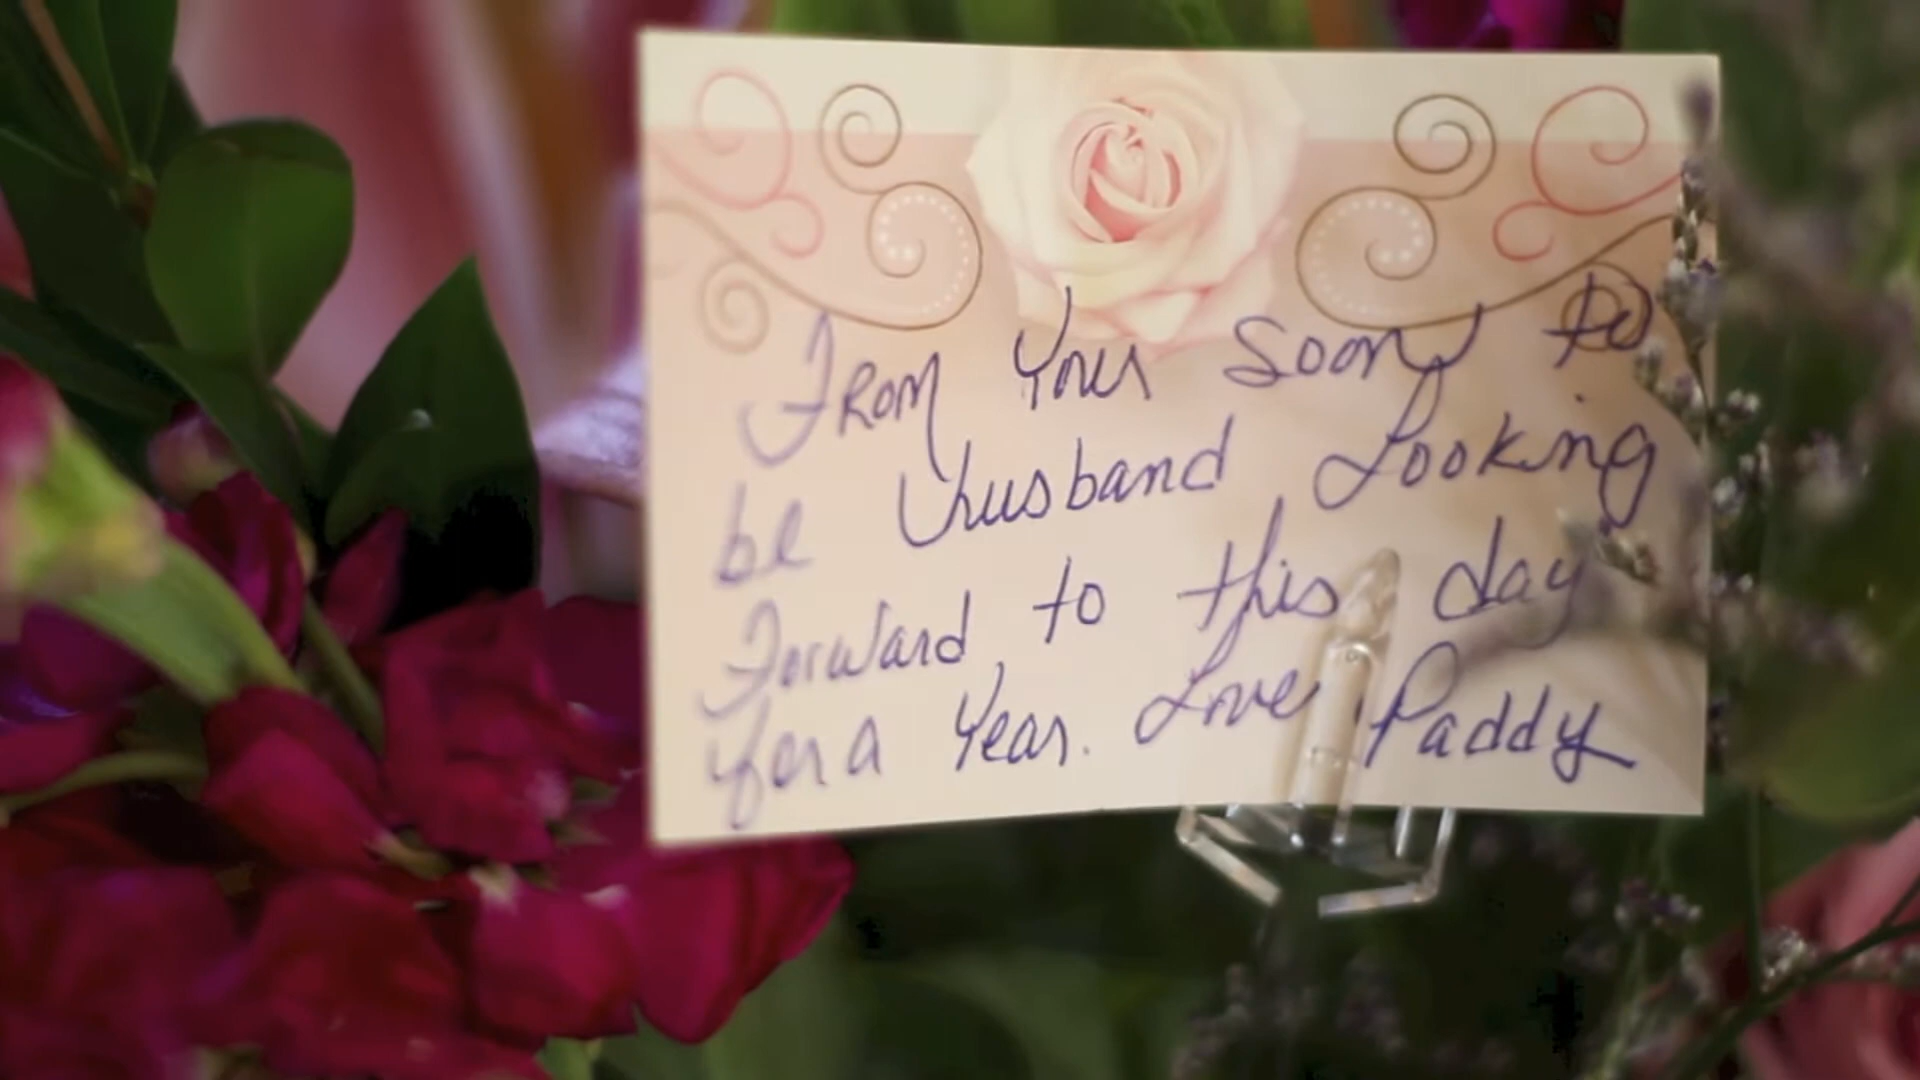 From Your Soon to
be husband Looking
Forward to this day
for a Year. Love Paddy